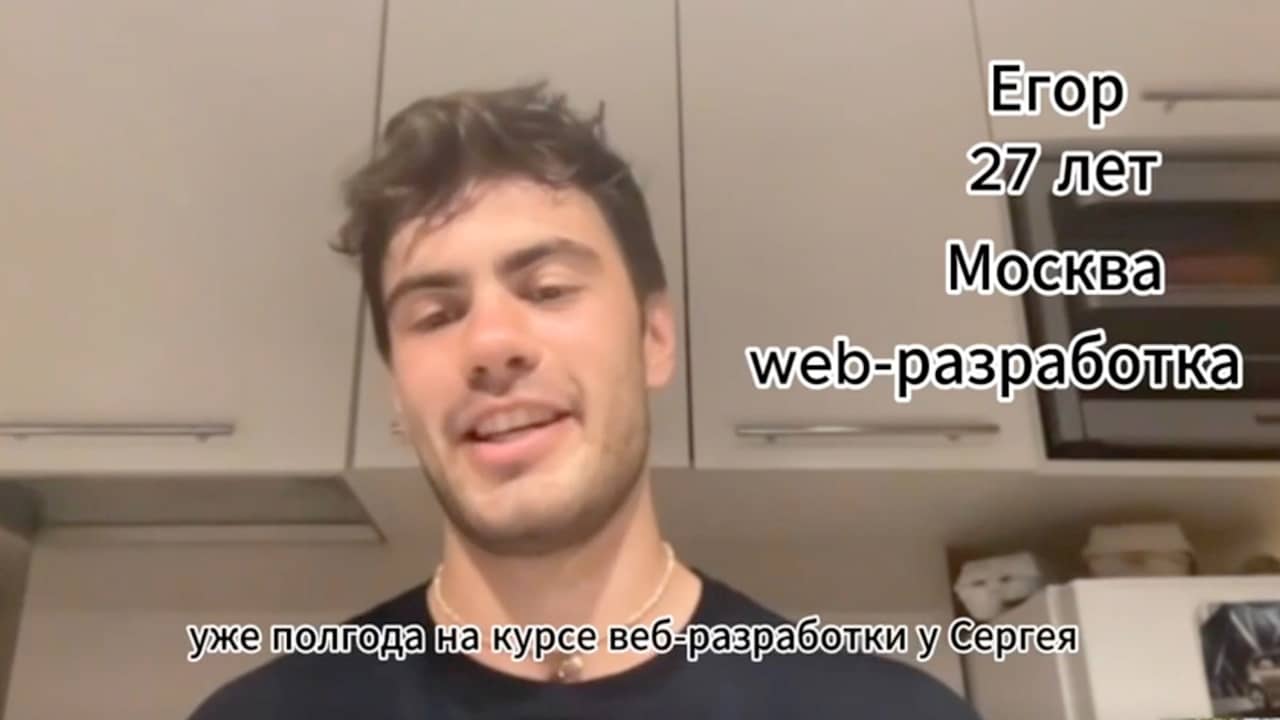 Егор
27 лет
Москва
web-разработка
уже полгода на курсе веб-разработки у Сергея